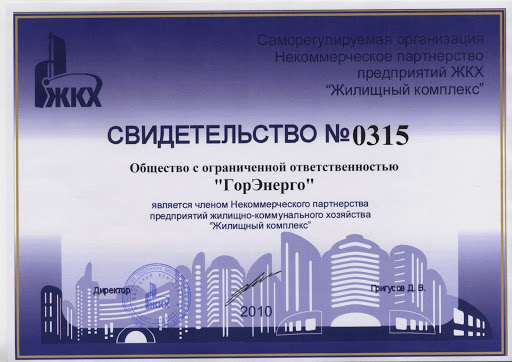 Саморегулируемая организация
Некоммерческое партнерство
предприятий ЖКХ
"Жилищный комплекс"
ЖКХ
СВИДЕТЕЛЬСТВО №0315
Общество с ограниченной ответственностью
"ГорЭнерго"
является членом Некоммерческого партнерства
предприятий жилищно-коммунального хозяйства
"Жилищный комплекс"
Директор
Григусов Д. В.
2010